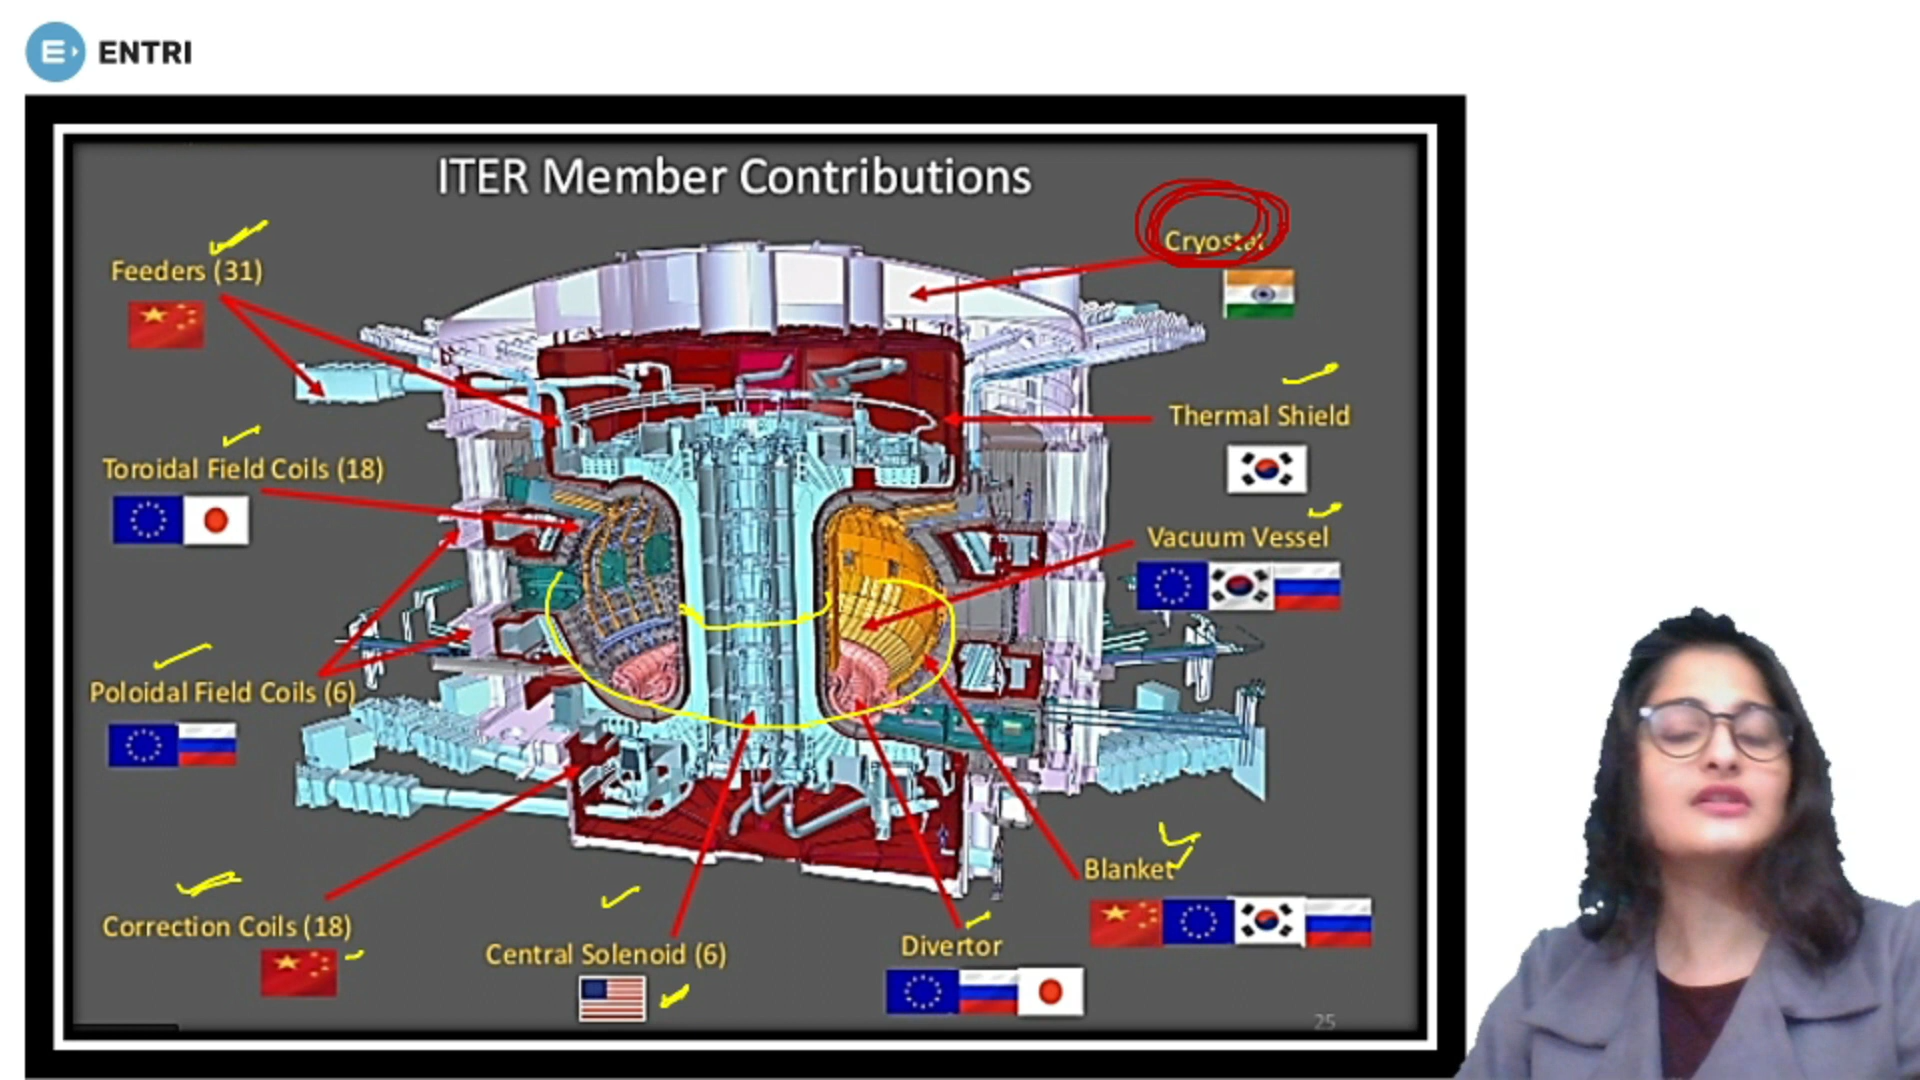 ENTRI
ITER Member Contributions
Cryostat
Feeders (31)
Thermal Shield
Toroidal Field Coils (18)
Vacuum Vessel
Poloidal Field Coils (6)
Blanket
Correction Coils (18)
Central Solenoid (6)
Divertor
25